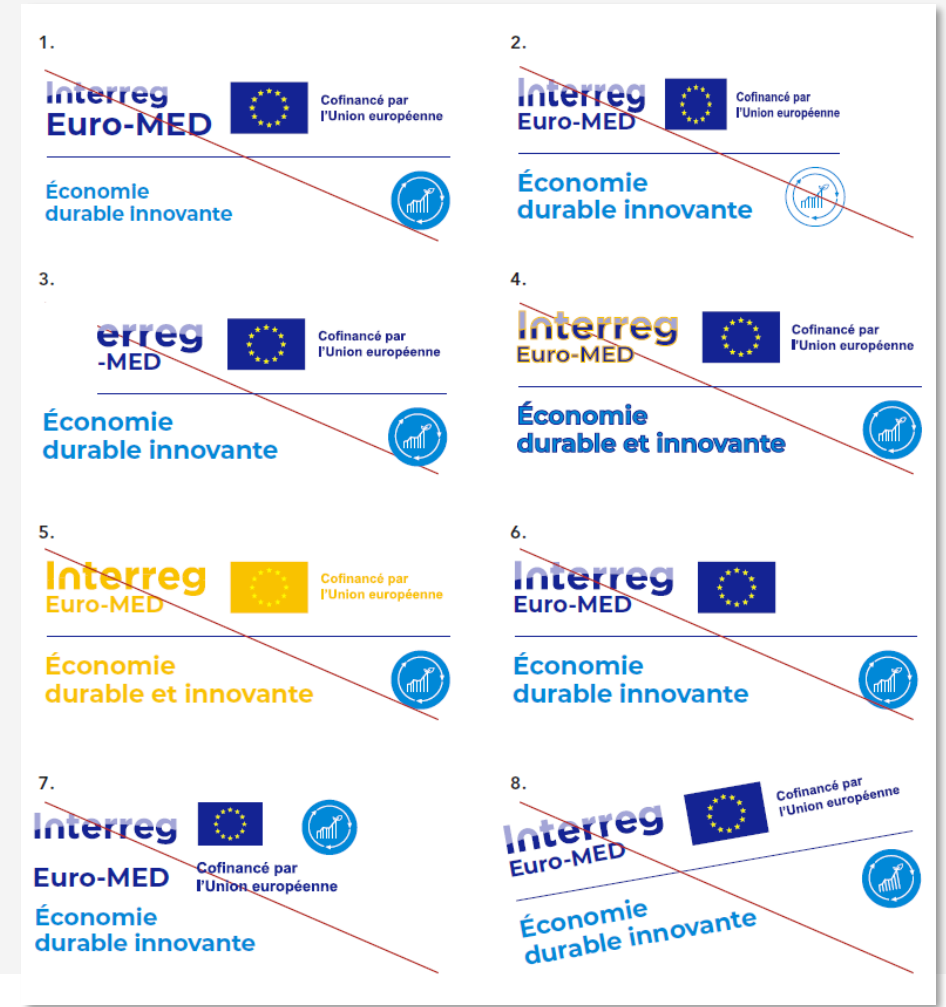 1.
Interreg
Euro-MED
Cofinancé par
l'Union européenne
Économie
durable innovante
2.
Interreg
Euro-MED
Cofinancé par
l'Union européenne
Économie
durable innovante
3.
erreg
-MED
Cofinancé par
l'Union européenne
Économie
durable innovante
4.
Interreg
Euro-MED
Cofinancé par
l'Union européenne
Économie
durable et innovante
5.
Interreg
Euro-MED
Cofinancé par
l'Union européenne
Économie
durable et innovante
6.
Interreg
Euro-MED
Économie
durable innovante
7.
Interreg
Euro-MED
Cofinancé par
l'Union européenne
Économie
durable innovante
8.
Interreg
Euro-MED
Cofinancé par
l'Union européenne
Économie
durable innovante